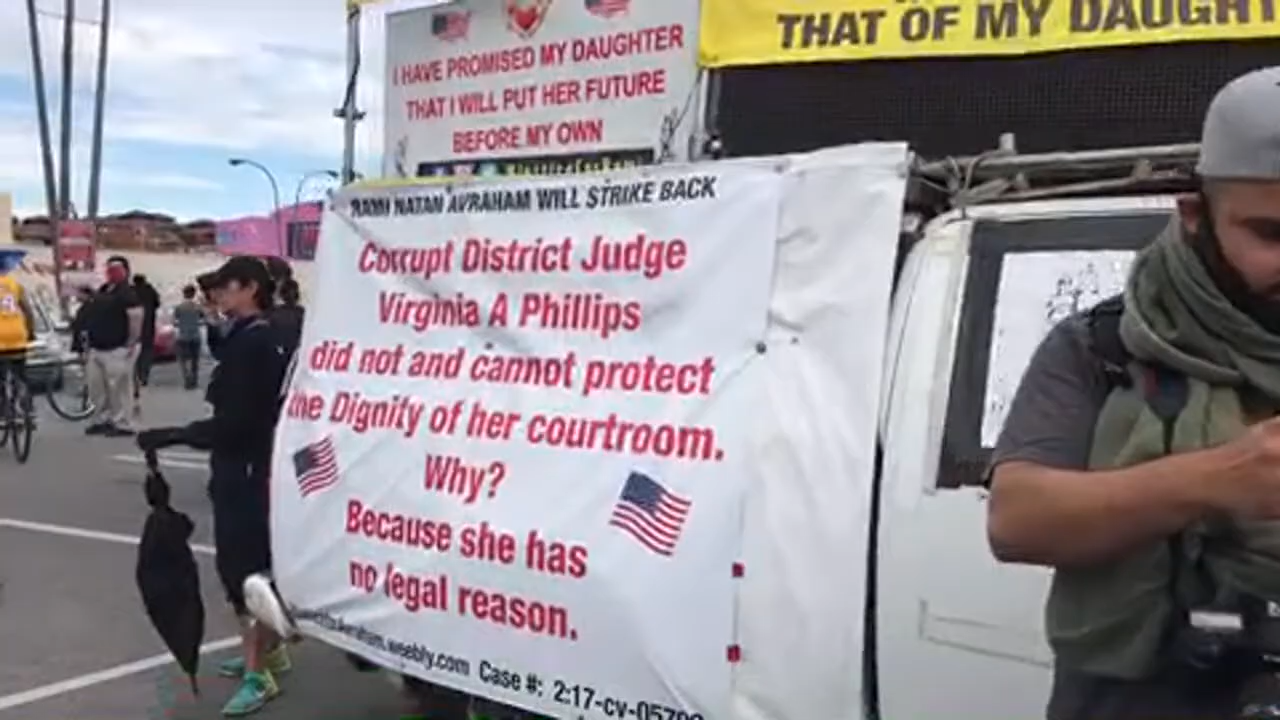 THAT OF MY DAUGHT
I HAVE PROMISED MY DAUGHTER
THAT I WILL PUT HER FUTURE
BEFORE MY OWN
RAMI NATAN AVRAHAM WILL STRIKE BACK
Corrupt District Judge
Virginia A Phillips
did not and cannot protect
the Dignity of her courtroom.
Why?
Because she has
no legal reason.
.weebly.com Case #: 2:17-cv-05